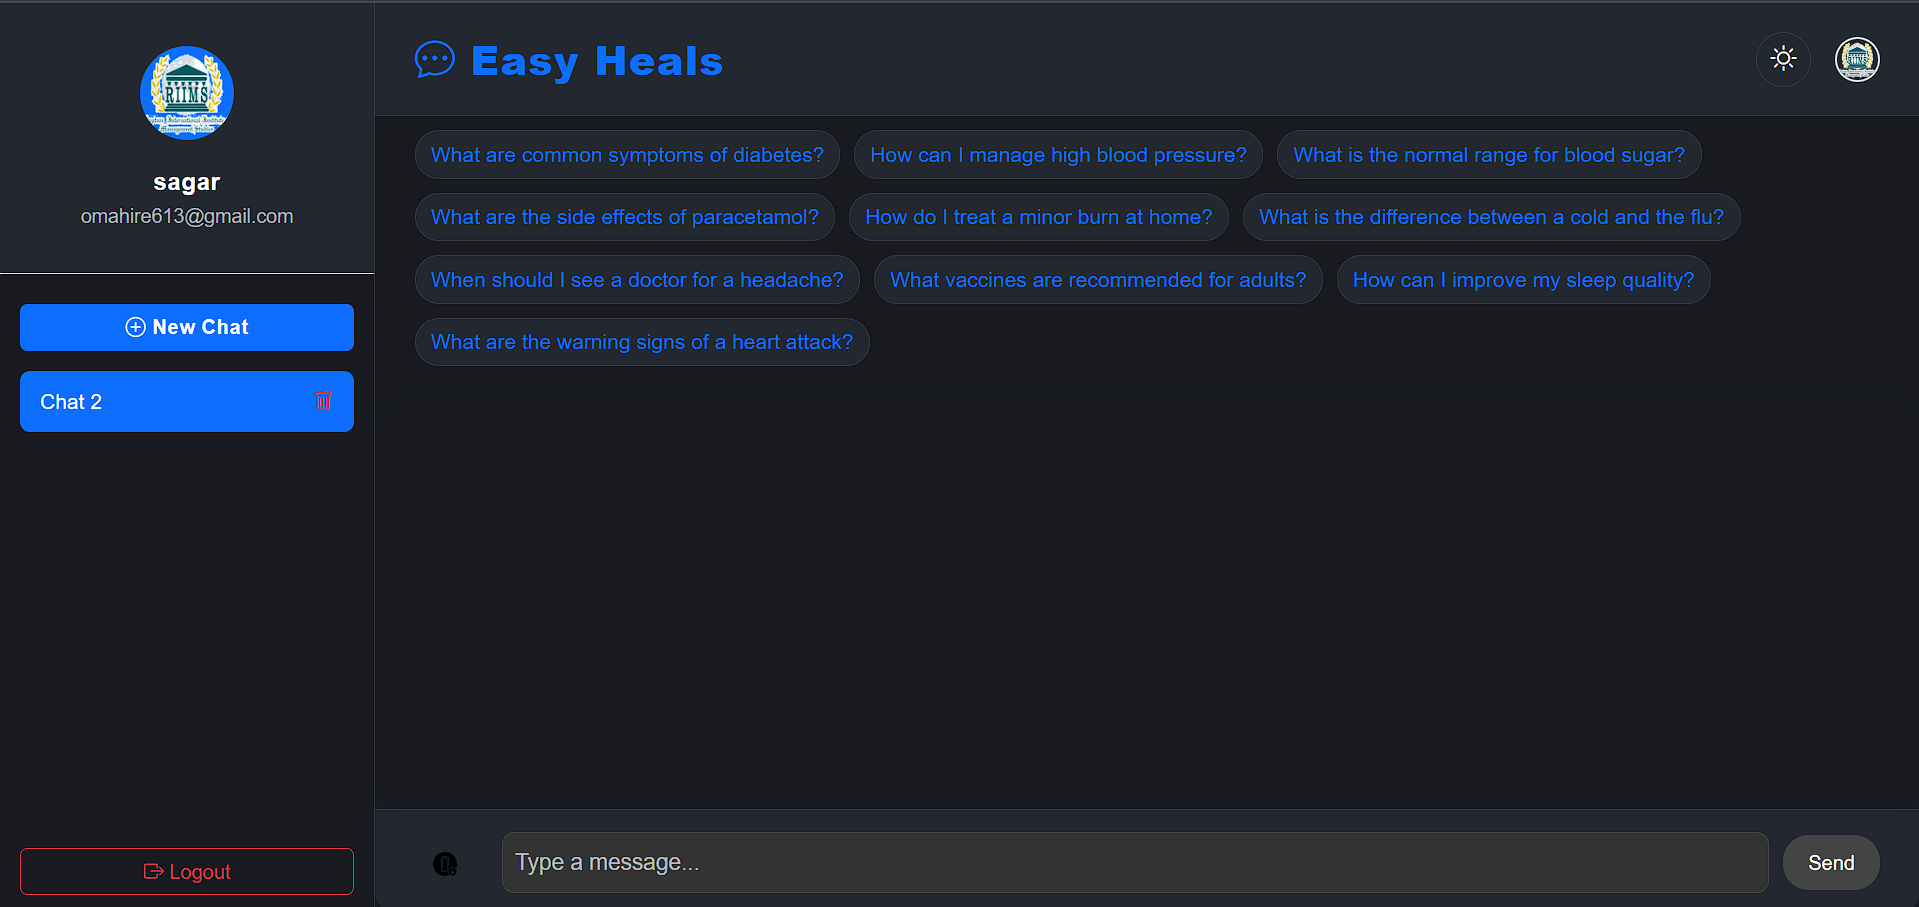 RIIMS
Management Studies
sagar
omahire613@gmail.com
New Chat
Chat 2
Logout
Easy Heals
What are common symptoms of diabetes?
How can I manage high blood pressure?
What is the normal range for blood sugar?
What are the side effects of paracetamol?
How do I treat a minor burn at home?
What is the difference between a cold and the flu?
When should I see a doctor for a headache?
What vaccines are recommended for adults?
How can I improve my sleep quality?
What are the warning signs of a heart attack?
Type a message...
Send